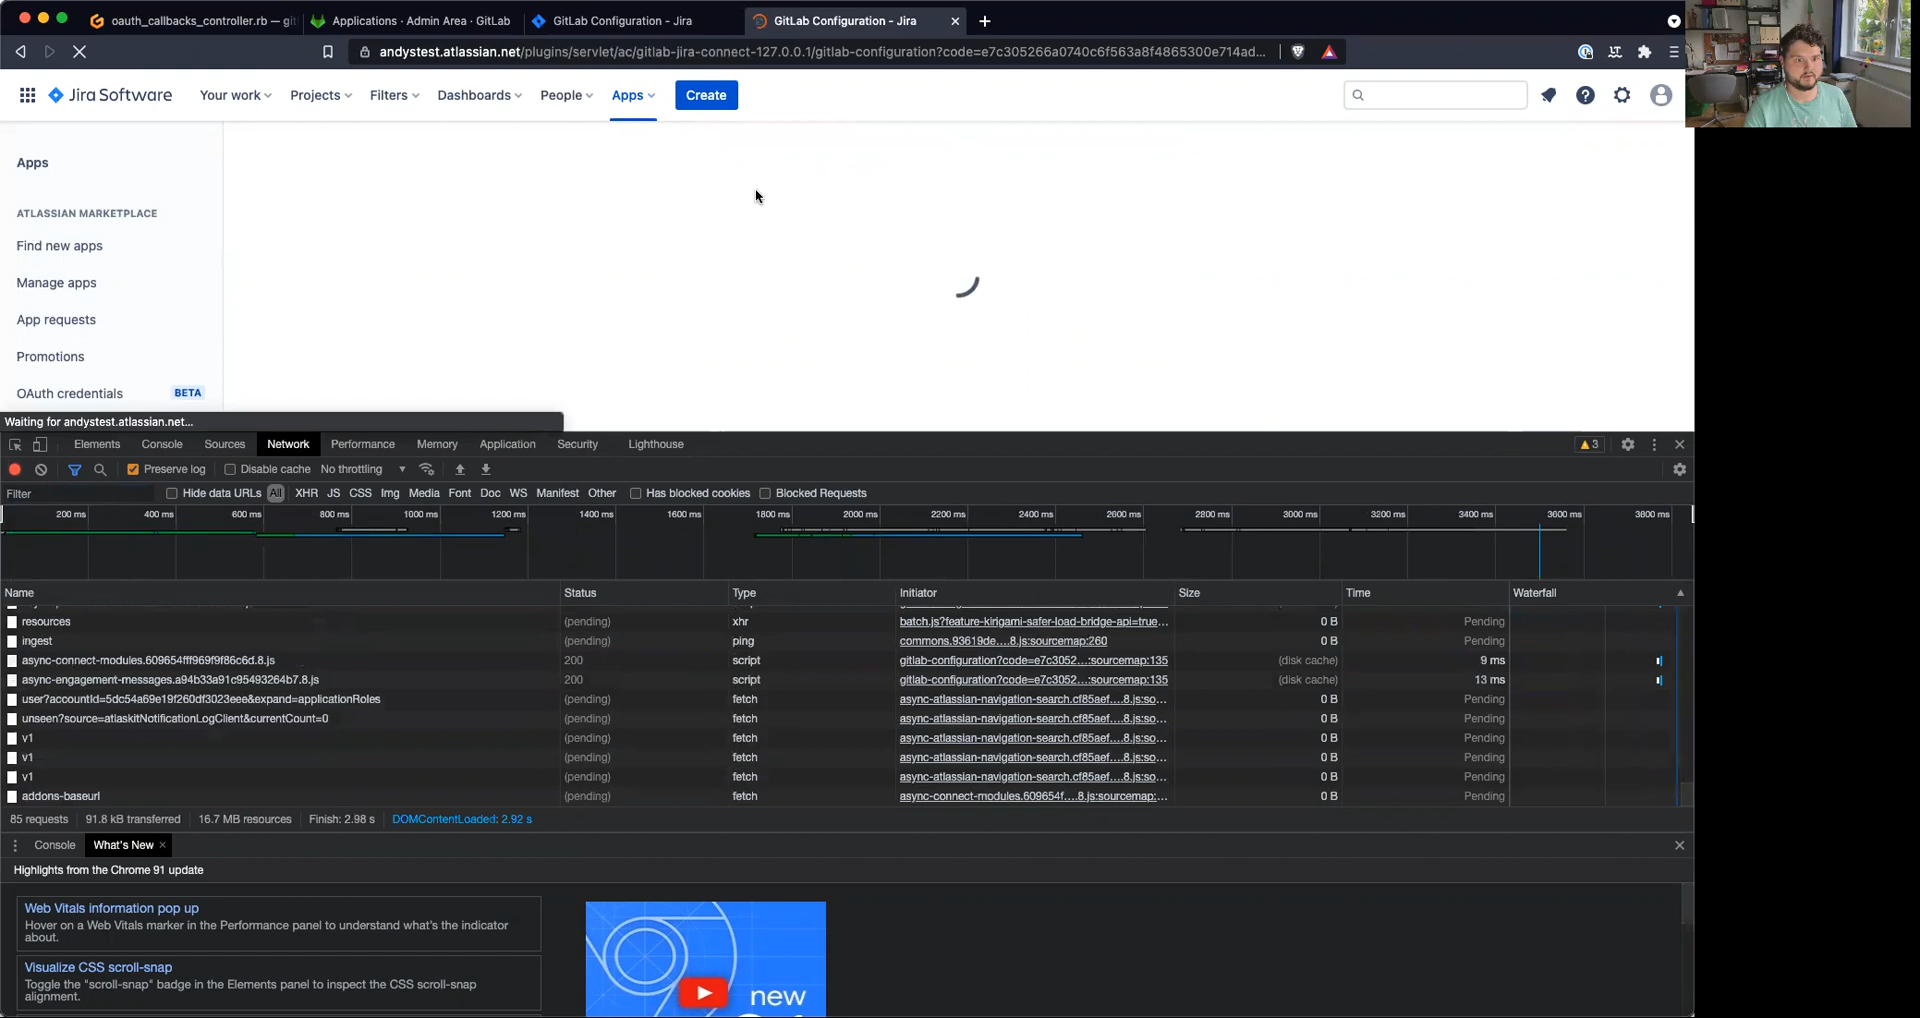 oauth_callbacks_controller.rb — git
Applications · Admin Area · GitLab
GitLab Configuration - Jira
GitLab Configuration - Jira
andystest.atlassian.net/plugins/servlet/ac/gitlab-jira-connect-127.0.0.1/gitlab-configuration?code=e7c305266a0740c6f563a8f4865300e714ad...
Jira Software
Your work
Projects
Filters
Dashboards
People
Apps
Create
Apps
ATLASSIAN MARKETPLACE
Find new apps
Manage apps
App requests
Promotions
OAuth credentials BETA
Waiting for andystest.atlassian.net...
Elements Console Sources Network Performance Memory Application Security Lighthouse 3
Preserve log Disable cache No throttling
Filter Hide data URLs All XHR JS CSS Img Media Font Doc WS Manifest Other Has blocked cookies Blocked Requests
200 ms 400 ms 600 ms 800 ms 1000 ms 1200 ms 1400 ms 1600 ms 1800 ms 2000 ms 2200 ms 2400 ms 2600 ms 2800 ms 3000 ms 3200 ms 3400 ms 3600 ms 3800 ms
Name Status Type Initiator Size Time Waterfall
resources (pending) xhr batch.js?feature-kirigami-safer-load-bridge-api=true... 0 B Pending
ingest (pending) ping commons.93619de....8.js:sourcemap:260 0 B Pending
async-connect-modules.609654fff969f9f86c6d.8.js 200 script gitlab-configuration?code=e7c3052...:sourcemap:135 (disk cache) 9 ms
async-engagement-messages.a94b33a91c95493264b7.8.js 200 script gitlab-configuration?code=e7c3052...:sourcemap:135 (disk cache) 13 ms
user?accountId=5dc54a69e19f260df3023eee&expand=applicationRoles (pending) fetch async-atlassian-navigation-search.cf85aef....8.js:so... 0 B Pending
unseen?source=atlaskitNotificationLogClient&currentCount=0 (pending) fetch async-atlassian-navigation-search.cf85aef....8.js:so... 0 B Pending
v1 (pending) fetch async-atlassian-navigation-search.cf85aef....8.js:so... 0 B Pending
v1 (pending) fetch async-atlassian-navigation-search.cf85aef....8.js:so... 0 B Pending
v1 (pending) fetch async-atlassian-navigation-search.cf85aef....8.js:so... 0 B Pending
addons-baseurl (pending) fetch async-connect-modules.609654f....8.js:sourcemap:... 0 B Pending
85 requests 91.8 kB transferred 16.7 MB resources Finish: 2.98 s DOMContentLoaded: 2.92 s
Console What's New
Highlights from the Chrome 91 update
Web Vitals information pop up
Hover on a Web Vitals marker in the Performance panel to understand what's the indicator
about.
Visualize CSS scroll-snap
Toggle the "scroll-snap" badge in the Elements panel to inspect the CSS scroll-snap
alignment.
new